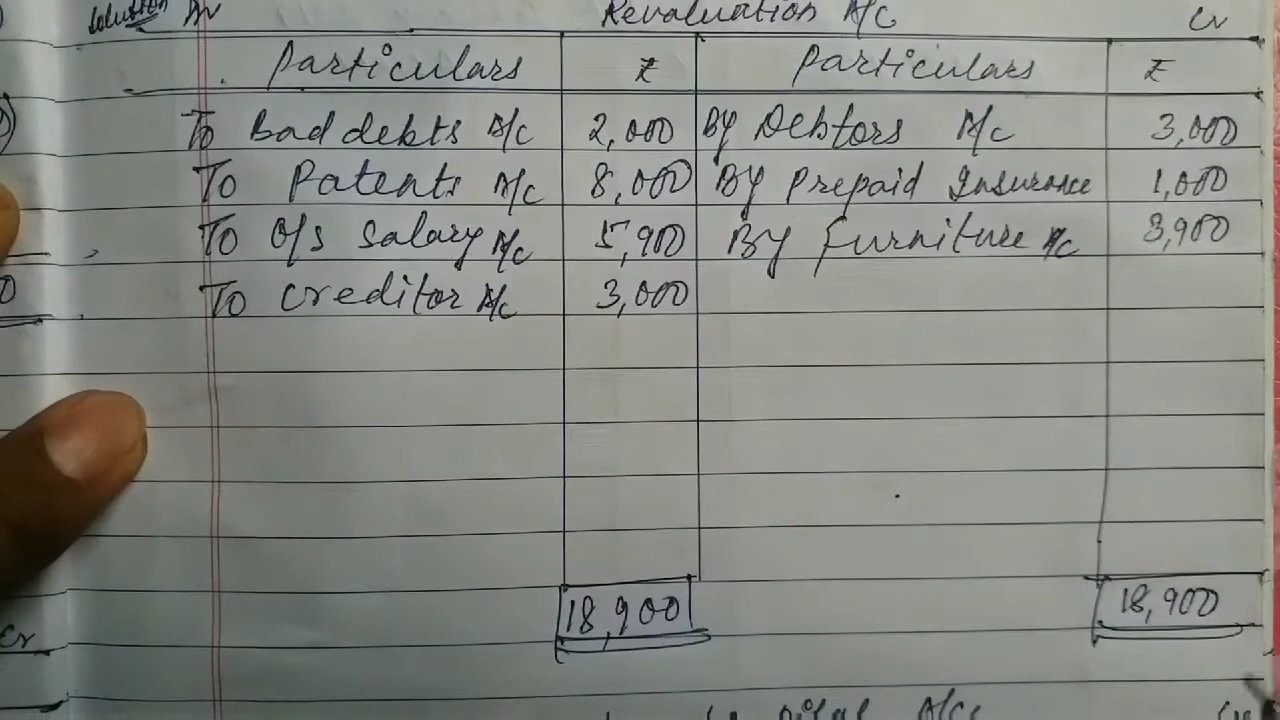 Solution Dr Revaluation A/C Cr
Particulars ₹ Particulars ₹
To Bad debts A/c 2,000 By Debtors A/c 3,000
To Patents A/c 8,000 By Prepaid Insurance 1,000
To O/s Salary A/c 5,900 By Furniture A/c 3,900
To Creditor A/c 3,000
18,900 18,900
Cr